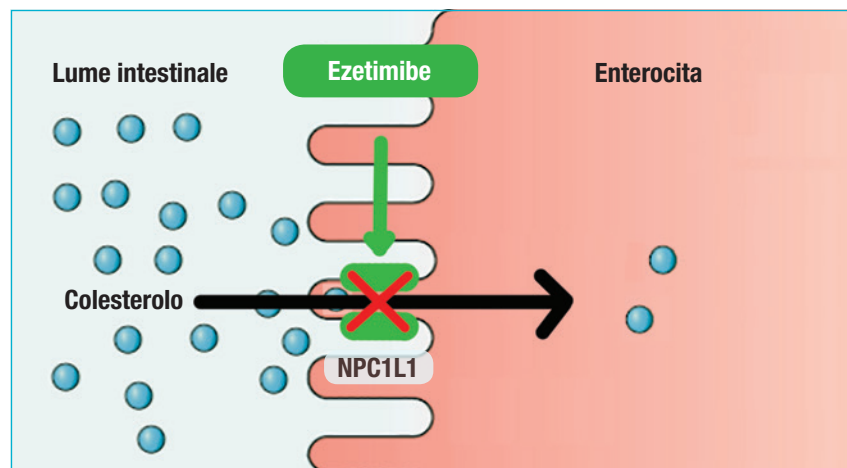 Lume intestinale
Ezetimibe
Enterocita
Colesterolo
NPC1L1